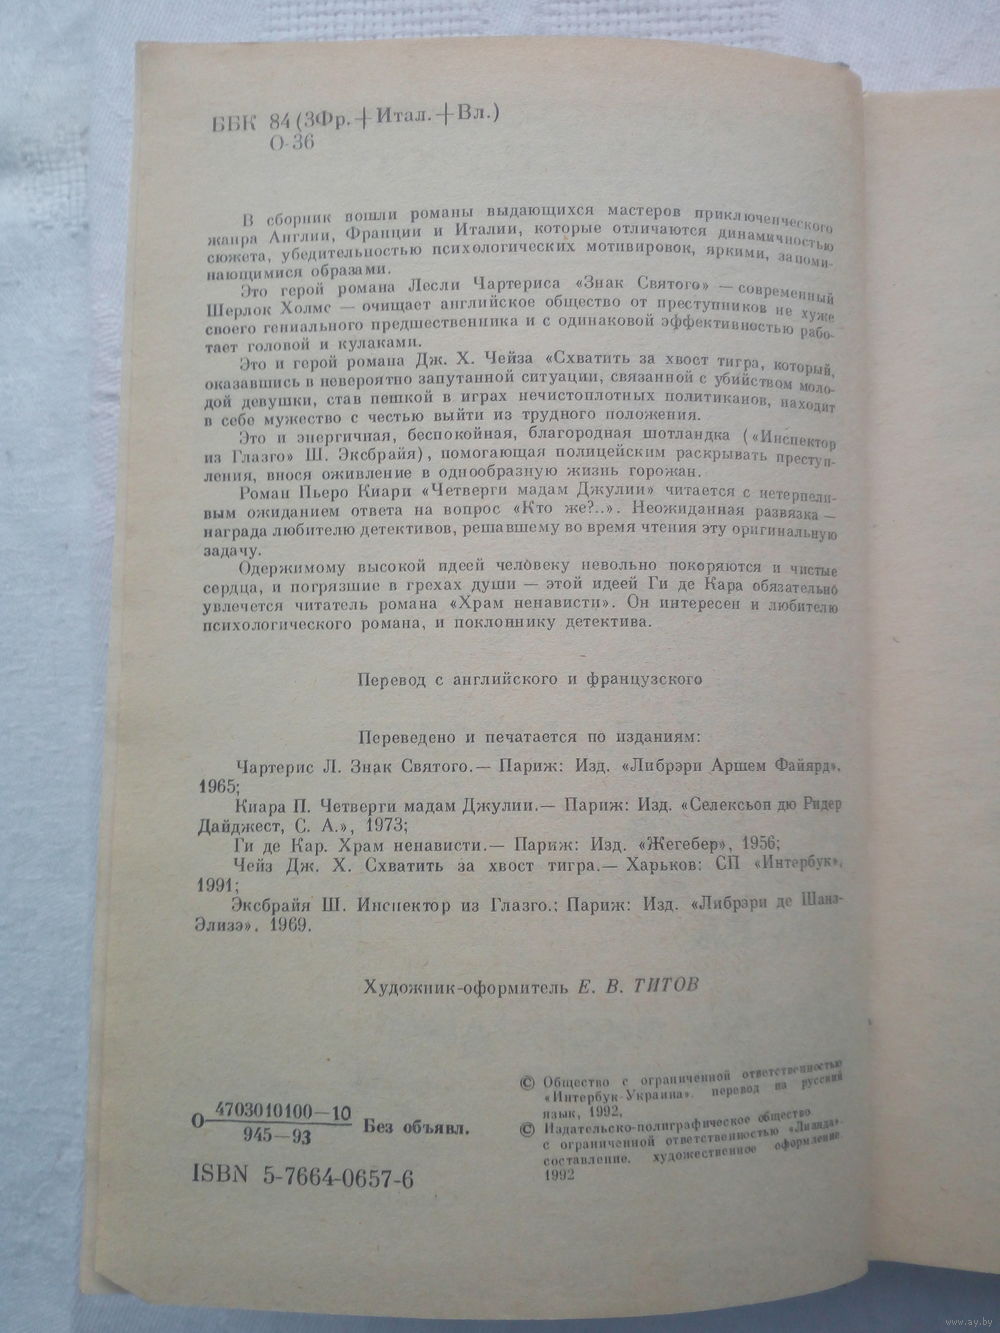 ББК 84(3Фр.+Итал.+Вл.)
О-36
В сборник вошли романы выдающихся мастеров приключенческого
жанра Англии, Франции и Италии, которые отличаются динамичностью
сюжета, убедительностью психологических мотивировок, яркими, запоми-
нающимися образами.
Это герой романа Лесли Чартериса «Знак Святого» — современный
Шерлок Холмс — очищает английское общество от преступников не хуже
своего гениального предшественника и с одинаковой эффективностью рабо-
тает головой и кулаками.
Это и герой романа Дж. Х. Чейза «Схватить за хвост тигра, который,
оказавшись в невероятно запутанной ситуации, связанной с убийством моло-
дой девушки, став пешкой в играх нечистоплотных политиканов, находит
в себе мужество с честью выйти из трудного положения.
Это и энергичная, беспокойная, благородная шотландка («Инспектор
из Глазго» Ш. Эксбрайя), помогающая полицейским раскрывать преступ-
ления, внося оживление в однообразную жизнь горожан.
Роман Пьеро Киари «Четверги мадам Джулии» читается с нетерпели-
вым ожиданием ответа на вопрос «Кто же?..». Неожиданная развязка —
награда любителю детективов, решавшему во время чтения эту оригинальную
задачу.
Одержимому высокой идеей человеку невольно покоряются и чистые
сердца, и погрязшие в грехах души — этой идеей Ги де Кара обязательно
увлечется читатель романа «Храм ненависти». Он интересен и любителю
психологического романа, и поклоннику детектива.
Перевод с английского и французского
Переведено и печатается по изданиям:
Чартерис Л. Знак Святого.— Париж: Изд. «Либрэри Аршем Файярд»,
1965;
Киара П. Четверги мадам Джулии.— Париж: Изд. «Селексьон дю Ридер
Дайджест, С. А.», 1973;
Ги де Кар. Храм ненависти.— Париж: Изд. «Жегебер», 1956;
Чейз Дж. Х. Схватить за хвост тигра.— Харьков: СП «Интербук»,
1991;
Эксбрайя Ш. Инспектор из Глазго.; Париж: Изд. «Либрэри де Шанз-
Элизэ». 1969.
Художник-оформитель Е. В. ТИТОВ
О 4703010100—10
945—93 Без объявл.
ISBN 5-7664-0657-6
© Общество с ограниченной ответственностью
«Интербук-Украина». перевод на русский
язык, 1992,
© Издательско-полиграфическое общество
с ограниченной ответственностью «Лианда».
составление, художественное оформление
1992
www.ay.by